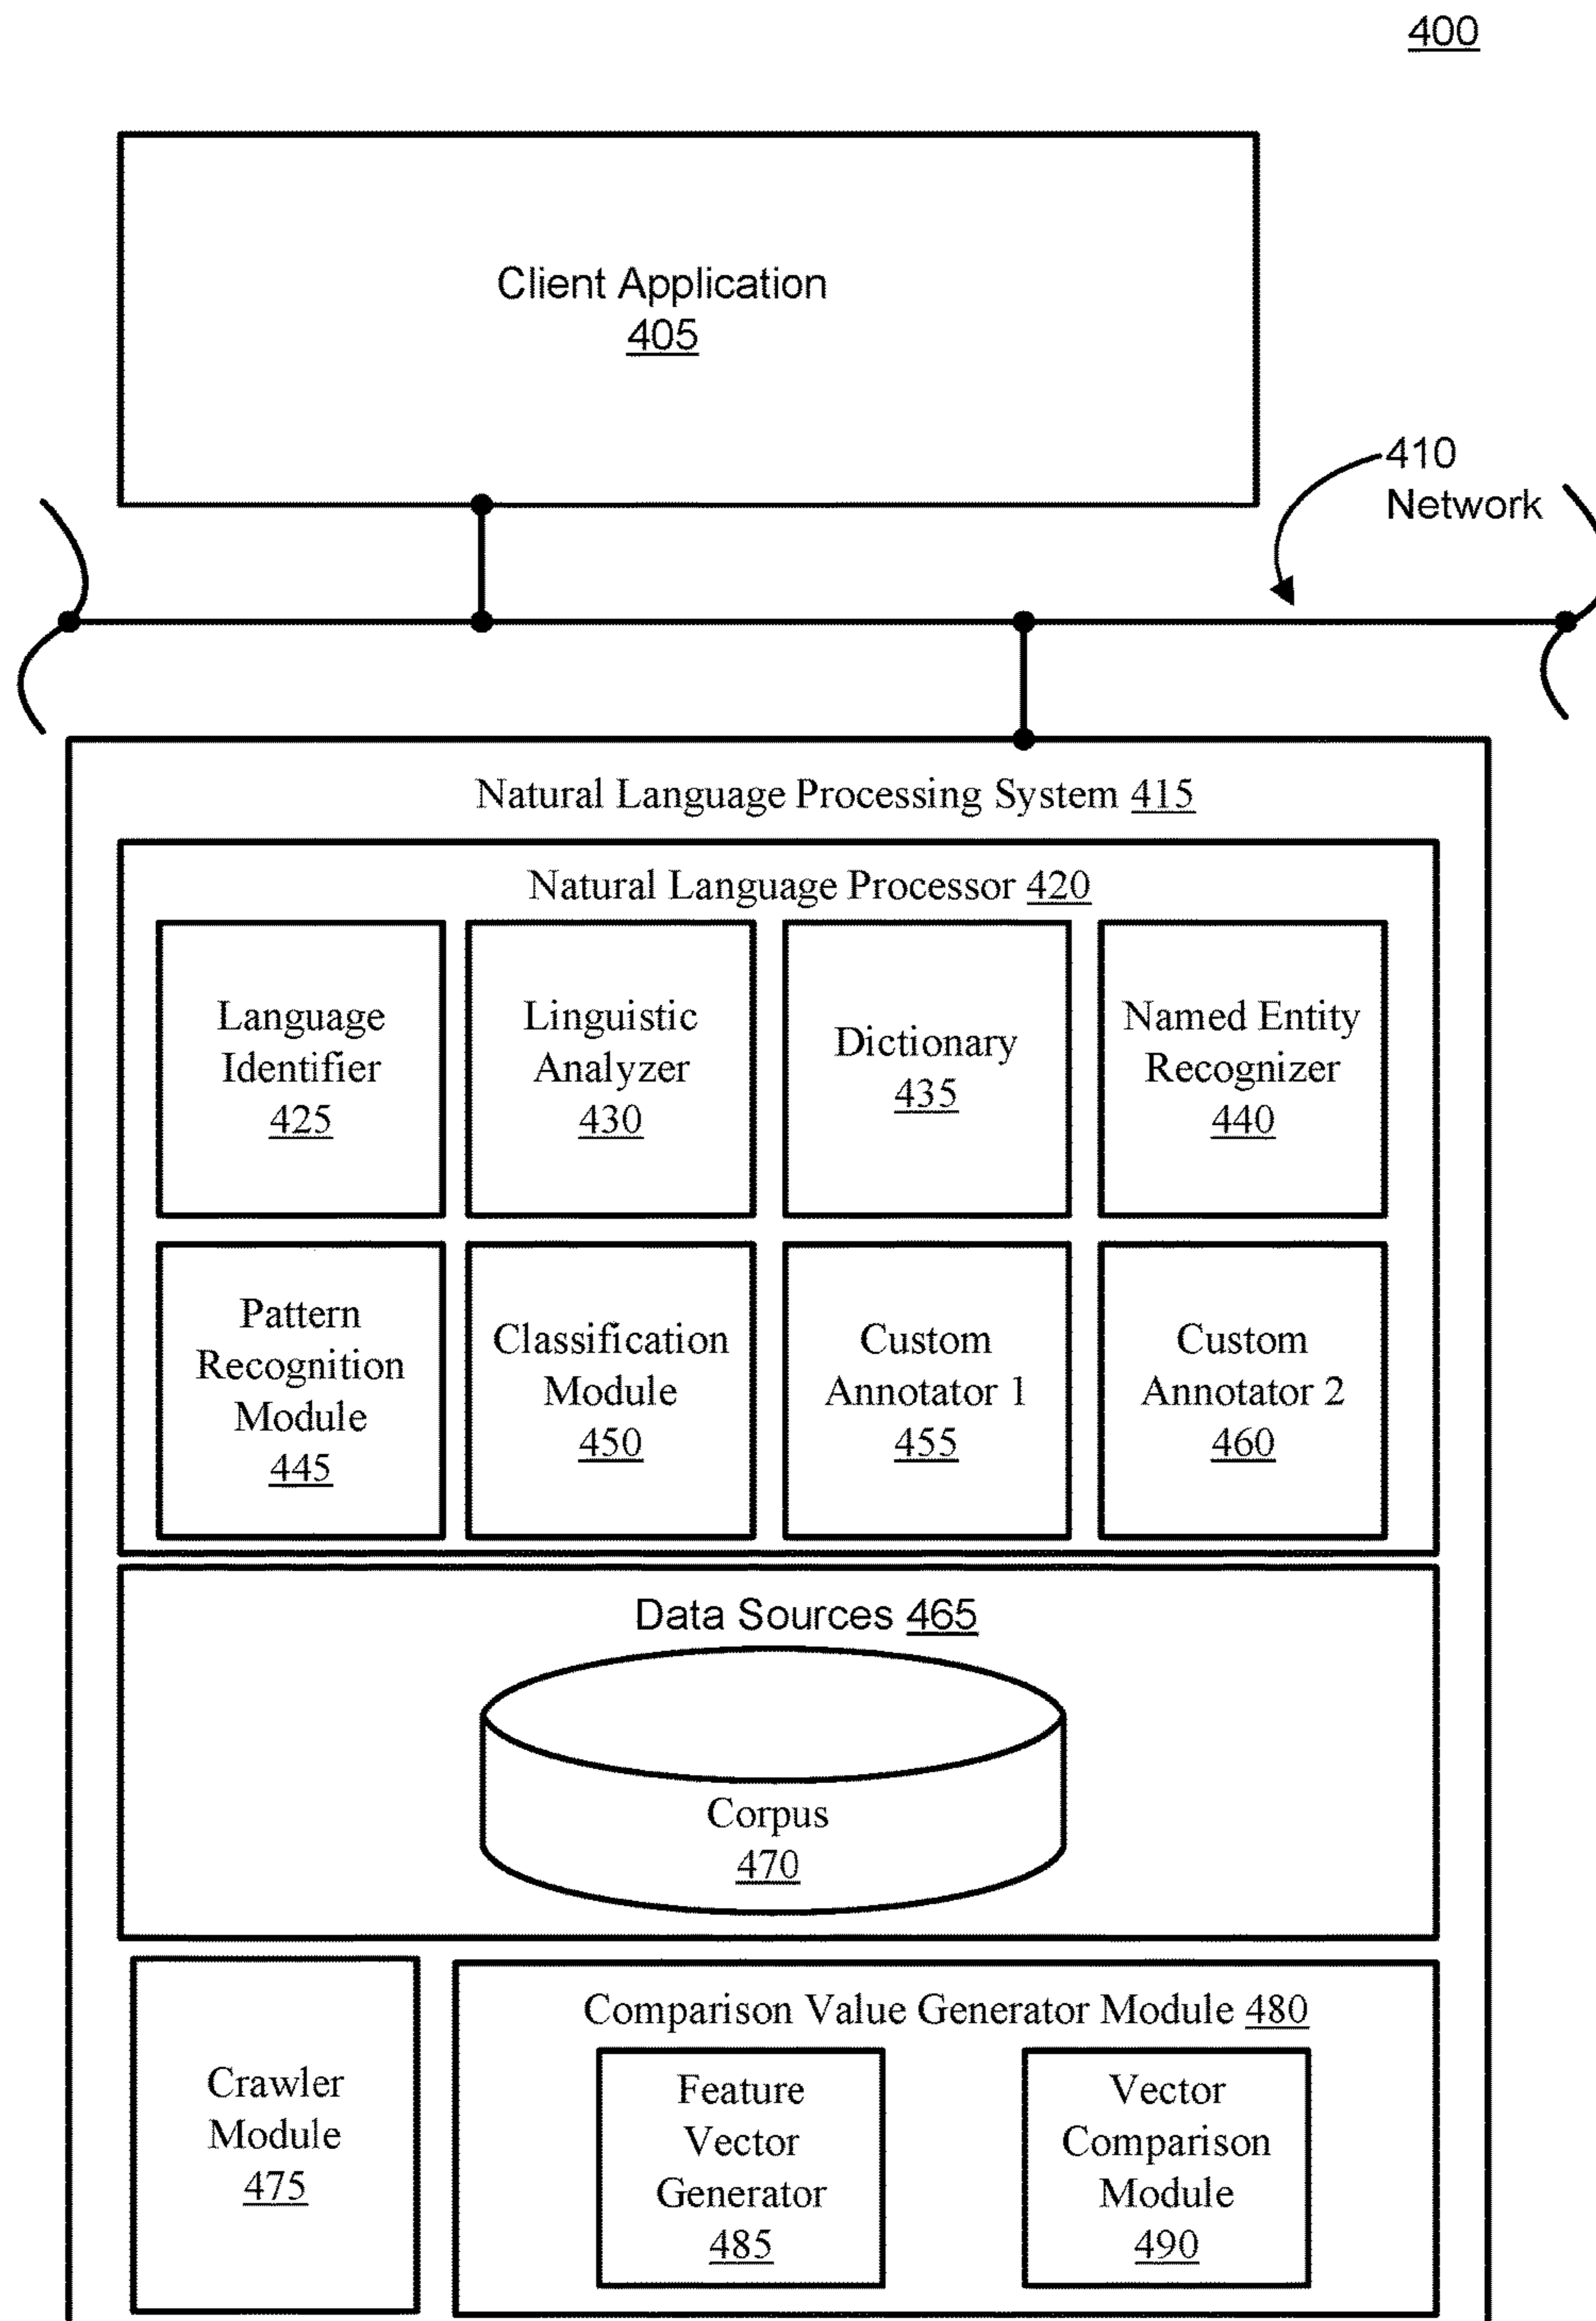 400
Client Application
405
410
Network
Natural Language Processing System 415
Natural Language Processor 420
Language
Identifier
425
Linguistic
Analyzer
430
Dictionary
435
Named Entity
Recognizer
440
Pattern
Recognition
Module
445
Classification
Module
450
Custom
Annotator 1
455
Custom
Annotator 2
460
Data Sources 465
Corpus
470
Crawler
Module
475
Comparison Value Generator Module 480
Feature
Vector
Generator
485
Vector
Comparison
Module
490